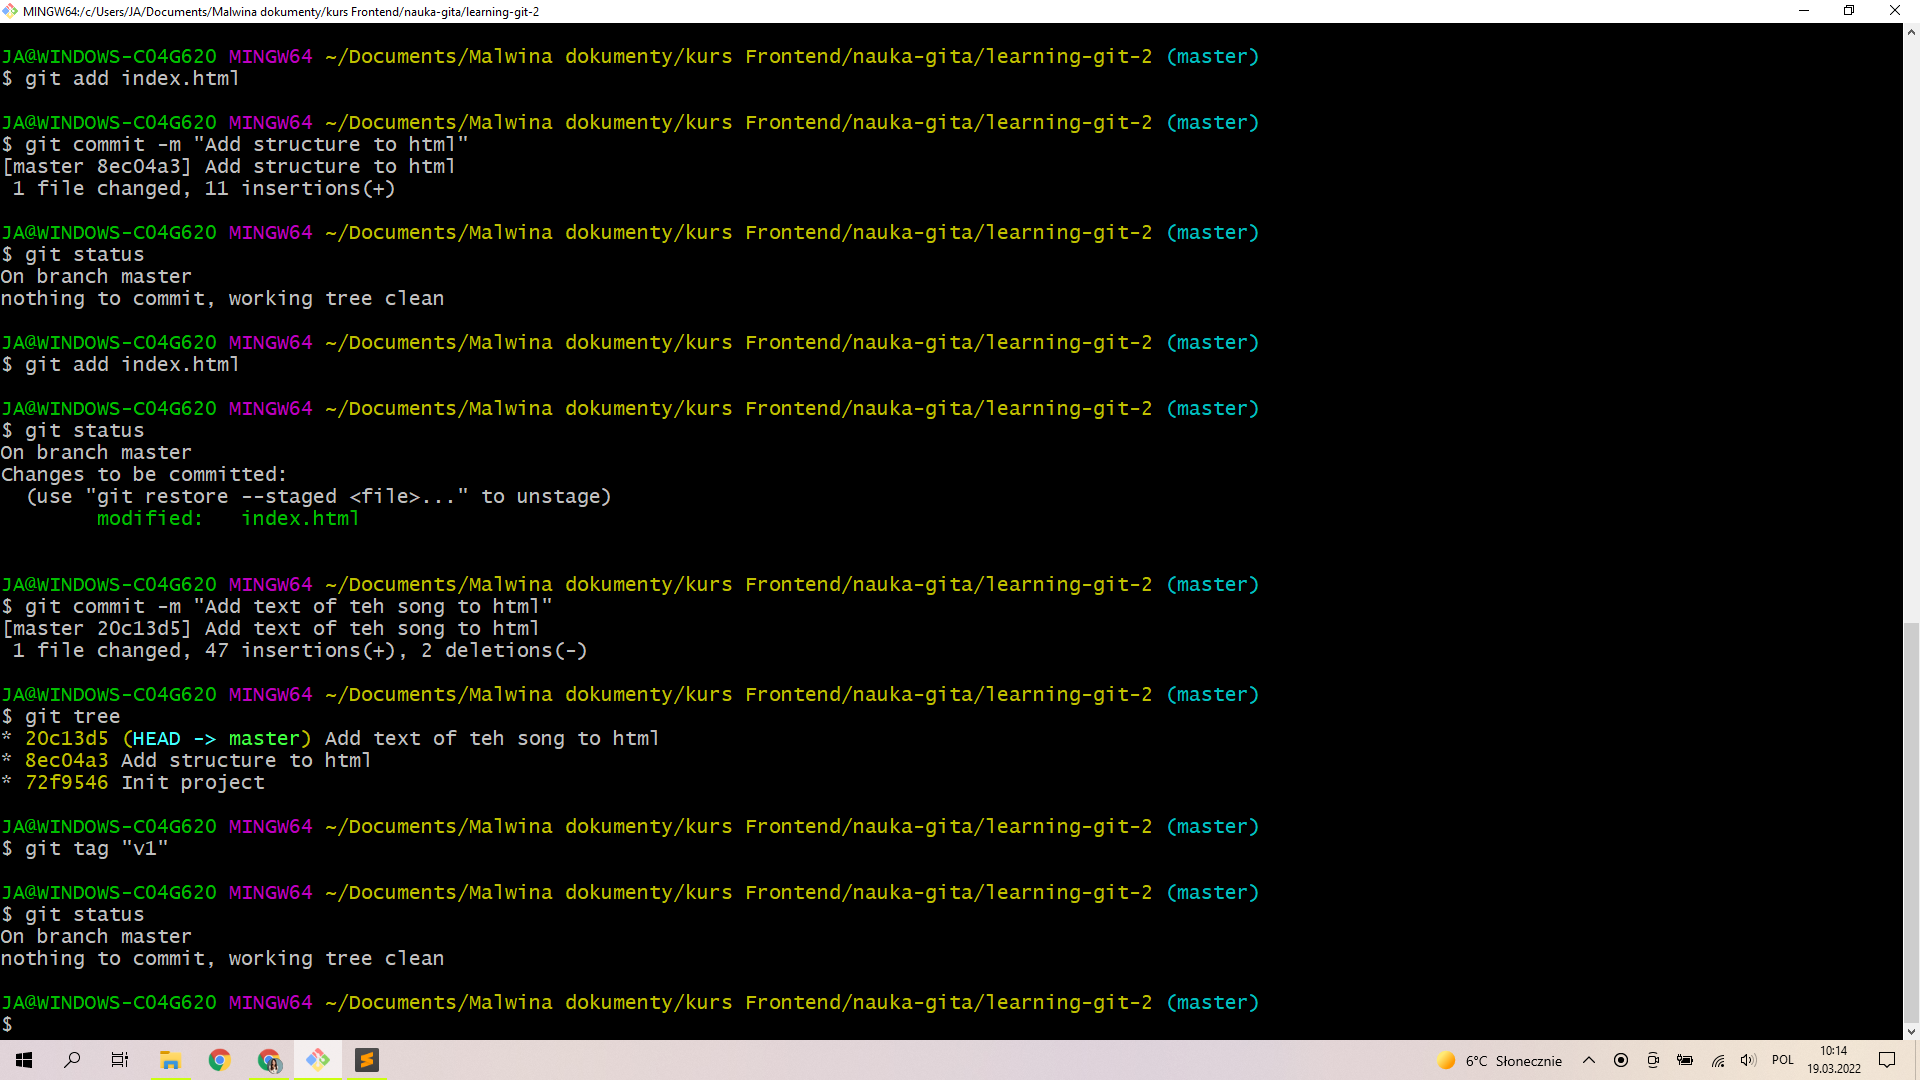 MINGW64:/c/Users/JA/Documents/Malwina dokumenty/kurs Frontend/nauka-gita/learning-git-2
JA@WINDOWS-C04G620 MINGW64 ~/Documents/Malwina dokumenty/kurs Frontend/nauka-gita/learning-git-2 (master)
$ git add index.html
JA@WINDOWS-C04G620 MINGW64 ~/Documents/Malwina dokumenty/kurs Frontend/nauka-gita/learning-git-2 (master)
$ git commit -m "Add structure to html"
[master 8ec04a3] Add structure to html
 1 file changed, 11 insertions(+)
JA@WINDOWS-C04G620 MINGW64 ~/Documents/Malwina dokumenty/kurs Frontend/nauka-gita/learning-git-2 (master)
$ git status
On branch master
nothing to commit, working tree clean
JA@WINDOWS-C04G620 MINGW64 ~/Documents/Malwina dokumenty/kurs Frontend/nauka-gita/learning-git-2 (master)
$ git add index.html
JA@WINDOWS-C04G620 MINGW64 ~/Documents/Malwina dokumenty/kurs Frontend/nauka-gita/learning-git-2 (master)
$ git status
On branch master
Changes to be committed:
  (use "git restore --staged <file>..." to unstage)
        modified:   index.html
JA@WINDOWS-C04G620 MINGW64 ~/Documents/Malwina dokumenty/kurs Frontend/nauka-gita/learning-git-2 (master)
$ git commit -m "Add text of teh song to html"
[master 20c13d5] Add text of teh song to html
 1 file changed, 47 insertions(+), 2 deletions(-)
JA@WINDOWS-C04G620 MINGW64 ~/Documents/Malwina dokumenty/kurs Frontend/nauka-gita/learning-git-2 (master)
$ git tree
* 20c13d5 (HEAD -> master) Add text of teh song to html
* 8ec04a3 Add structure to html
* 72f9546 Init project
JA@WINDOWS-C04G620 MINGW64 ~/Documents/Malwina dokumenty/kurs Frontend/nauka-gita/learning-git-2 (master)
$ git tag "v1"
JA@WINDOWS-C04G620 MINGW64 ~/Documents/Malwina dokumenty/kurs Frontend/nauka-gita/learning-git-2 (master)
$ git status
On branch master
nothing to commit, working tree clean
JA@WINDOWS-C04G620 MINGW64 ~/Documents/Malwina dokumenty/kurs Frontend/nauka-gita/learning-git-2 (master)
$
6°C Słonecznie
POL
10:14
19.03.2022